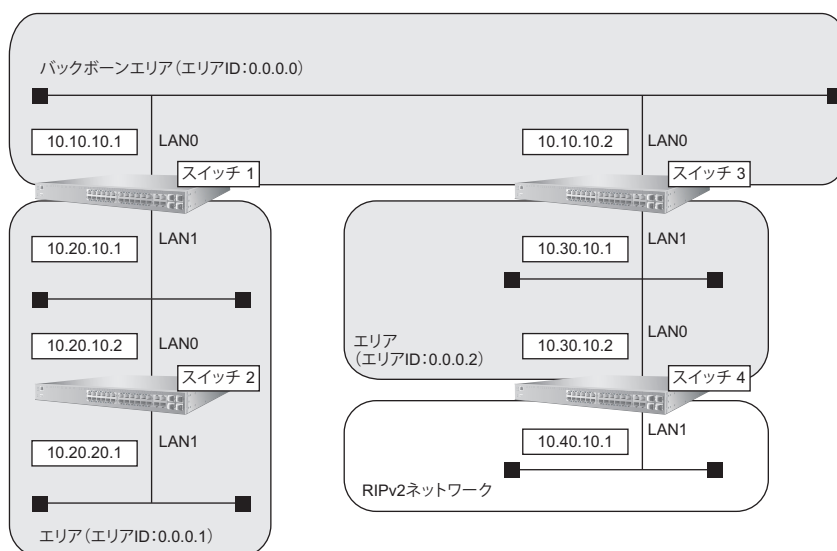 バックボーンエリア(エリアID:0.0.0.0)
10.10.10.1
LAN0
10.10.10.2
LAN0
スイッチ 1
スイッチ 3
10.20.10.1
LAN1
10.30.10.1
LAN1
10.20.10.2
LAN0
エリア
(エリアID:0.0.0.2)
10.30.10.2
LAN0
スイッチ 2
スイッチ 4
10.20.20.1
LAN1
10.40.10.1
LAN1
RIPv2ネットワーク
エリア(エリアID:0.0.0.1)